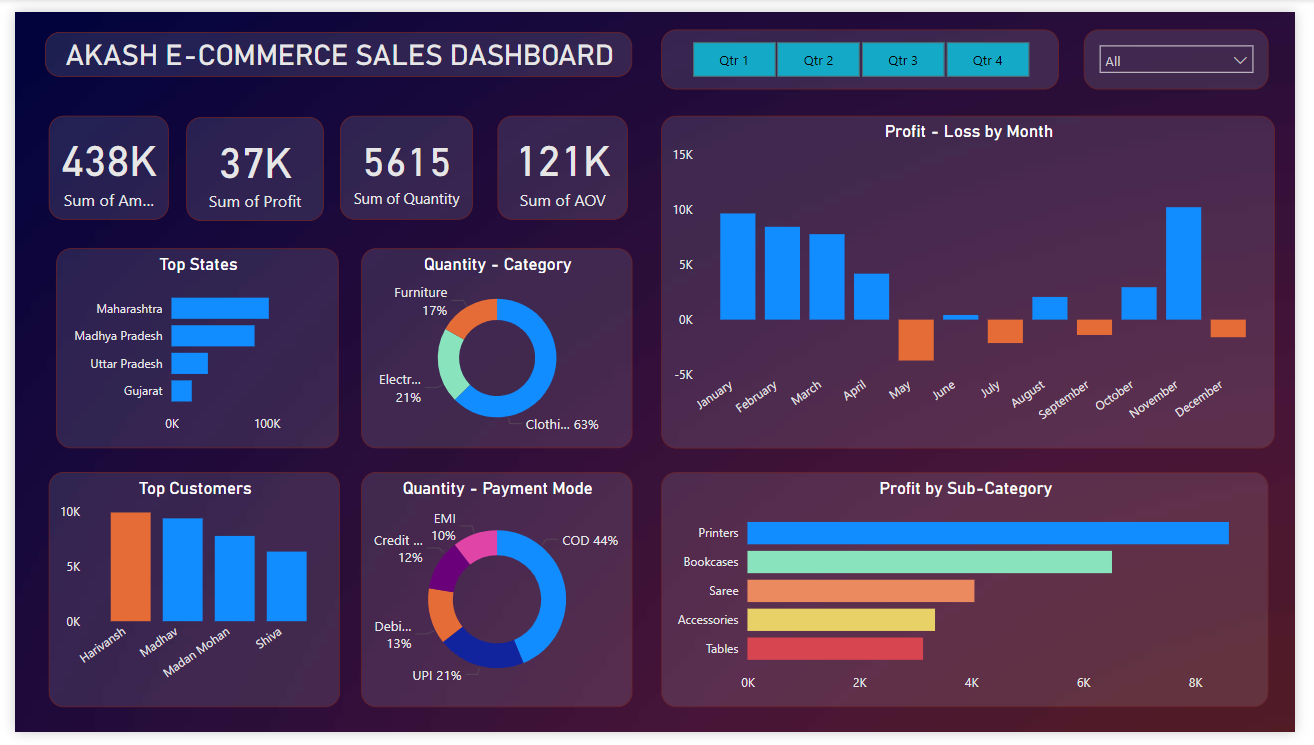 AKASH E-COMMERCE SALES DASHBOARD
Qtr 1
Qtr 2
Qtr 3
Qtr 4
All
438K
Sum of Am...
37K
Sum of Profit
5615
Sum of Quantity
121K
Sum of AOV
Profit - Loss by Month
15K
10K
5K
0K
-5K
January
February
March
April
May
June
July
August
September
October
November
December
Top States
Maharashtra
Madhya Pradesh
Uttar Pradesh
Gujarat
0K
100K
Quantity - Category
Furniture
17%
Electr...
21%
Clothi... 63%
Top Customers
10K
5K
0K
Harivansh
Madhav
Madan Mohan
Shiva
Quantity - Payment Mode
EMI
10%
Credit ...
12%
COD 44%
Debi...
13%
UPI 21%
Profit by Sub-Category
Printers
Bookcases
Saree
Accessories
Tables
0K
2K
4K
6K
8K